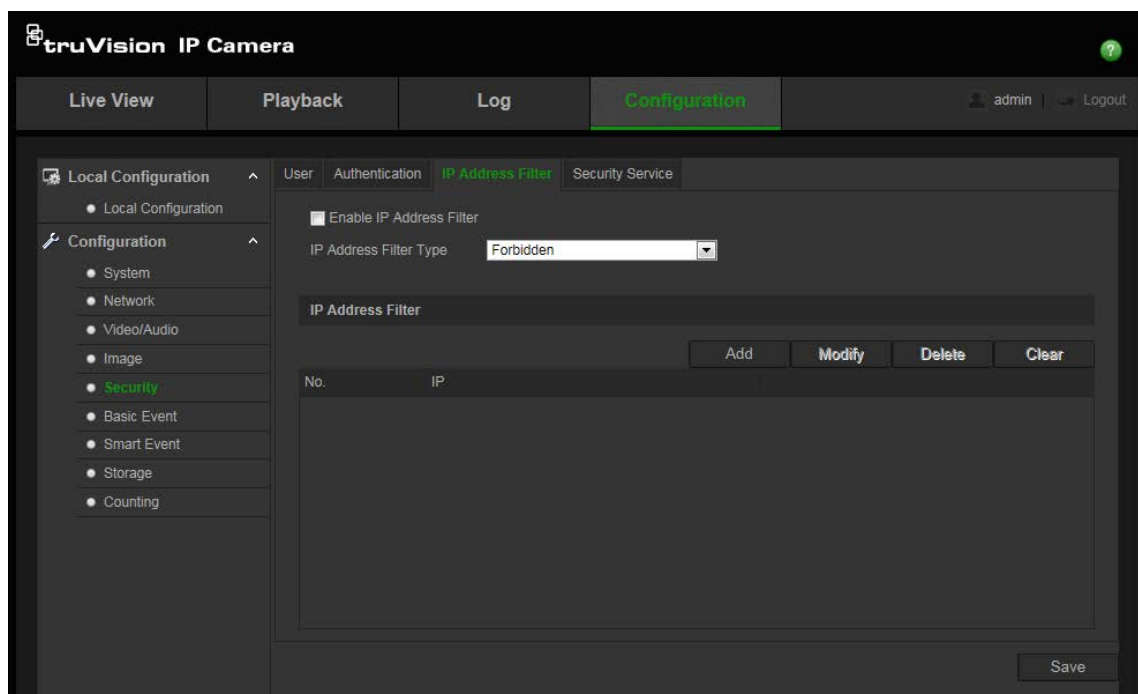 truVision IP Camera
?
Live View Playback Log Configuration admin | Logout
Local Configuration
Local Configuration
Configuration
System
Network
Video/Audio
Image
Security
Basic Event
Smart Event
Storage
Counting
User Authentication IP Address Filter Security Service
Enable IP Address Filter
IP Address Filter Type Forbidden
IP Address Filter
Add Modify Delete Clear
No. IP
Save